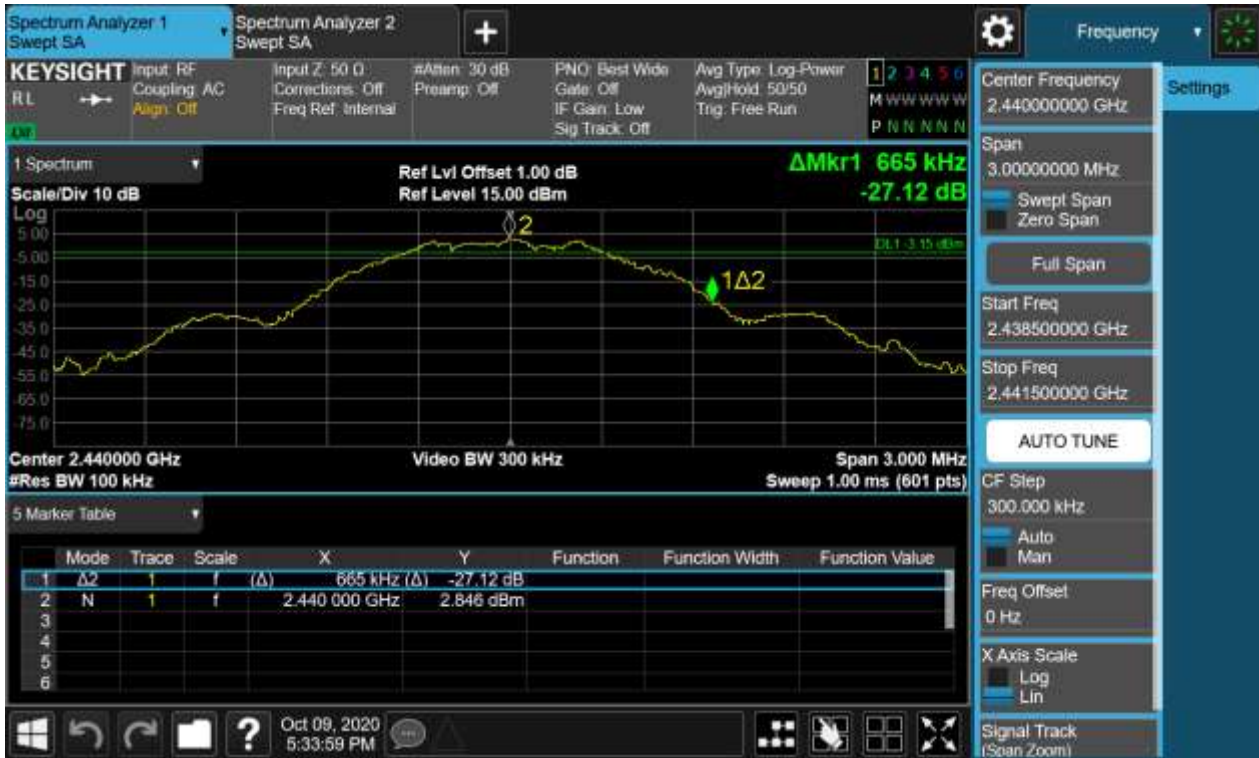 Spectrum Analyzer 1
Swept SA
Spectrum Analyzer 2
Swept SA
+
Frequency
KEYSIGHT
RL
Input: RF
Coupling: AC
Align: Off
Input Z: 50 Ω
Corrections: Off
Freq Ref: Internal
#Atten: 30 dB
Preamp: Off
PNO: Best Wide
Gate: Off
IF Gain: Low
Sig Track: Off
Avg Type: Log-Power
Avg|Hold: 50/50
Trig: Free Run
1 2 3 4 5 6
M W W W W W
P N N N N N
1 Spectrum
Scale/Div 10 dB
Ref Lvl Offset 1.00 dB
Ref Level 15.00 dBm
ΔMkr1 665 kHz
-27.12 dB
Log
5.00
-5.00
-15.0
-25.0
-35.0
-45.0
-55.0
-65.0
-75.0
2
DL1 -3.15 dBm
1Δ2
Center 2.440000 GHz
#Res BW 100 kHz
Video BW 300 kHz
Span 3.000 MHz
Sweep 1.00 ms (601 pts)
5 Marker Table
Mode Trace Scale X Y Function Function Width Function Value
1 Δ2 1 f (Δ) 665 kHz (Δ) -27.12 dB
2 N 1 f 2.440 000 GHz 2.846 dBm
3
4
5
6
Center Frequency
2.440000000 GHz
Settings
Span
3.00000000 MHz
Swept Span
Zero Span
Full Span
Start Freq
2.438500000 GHz
Stop Freq
2.441500000 GHz
AUTO TUNE
CF Step
300.000 kHz
Auto
Man
Freq Offset
0 Hz
X Axis Scale
Log
Lin
Signal Track
(Span Zoom)
?
Oct 09, 2020
5:33:59 PM